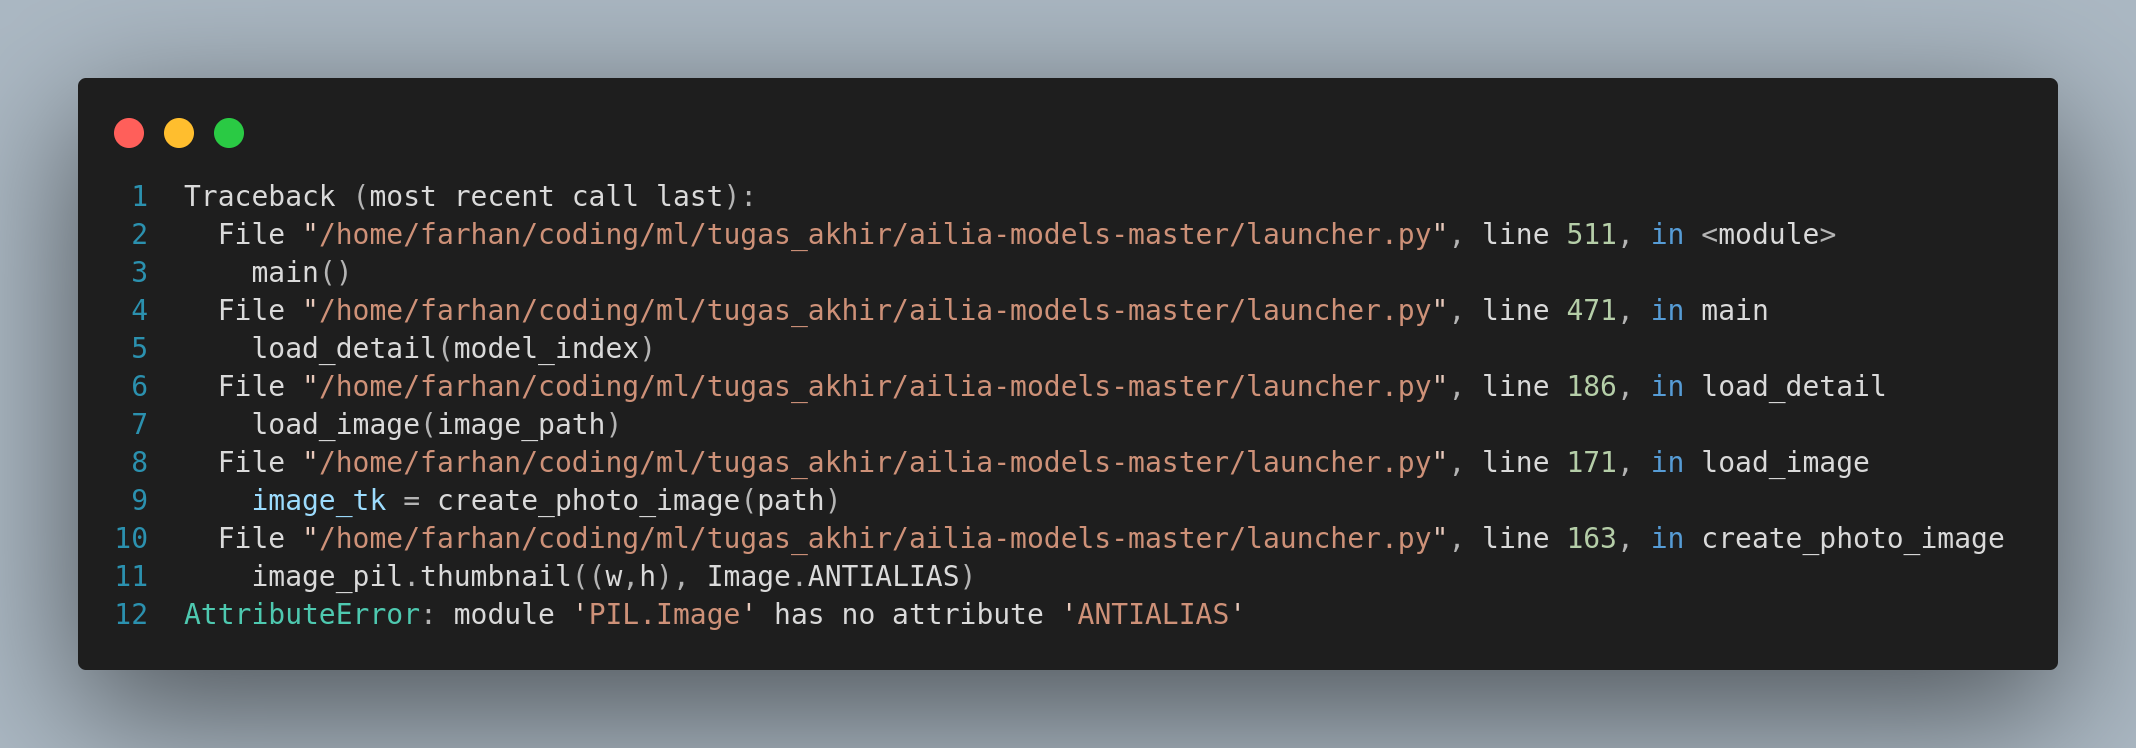 1 Traceback (most recent call last):
2   File "/home/farhan/coding/ml/tugas_akhir/ailia-models-master/launcher.py", line 511, in <module>
3     main()
4   File "/home/farhan/coding/ml/tugas_akhir/ailia-models-master/launcher.py", line 471, in main
5     load_detail(model_index)
6   File "/home/farhan/coding/ml/tugas_akhir/ailia-models-master/launcher.py", line 186, in load_detail
7     load_image(image_path)
8   File "/home/farhan/coding/ml/tugas_akhir/ailia-models-master/launcher.py", line 171, in load_image
9     image_tk = create_photo_image(path)
10   File "/home/farhan/coding/ml/tugas_akhir/ailia-models-master/launcher.py", line 163, in create_photo_image
11     image_pil.thumbnail((w,h), Image.ANTIALIAS)
12 AttributeError: module 'PIL.Image' has no attribute 'ANTIALIAS'